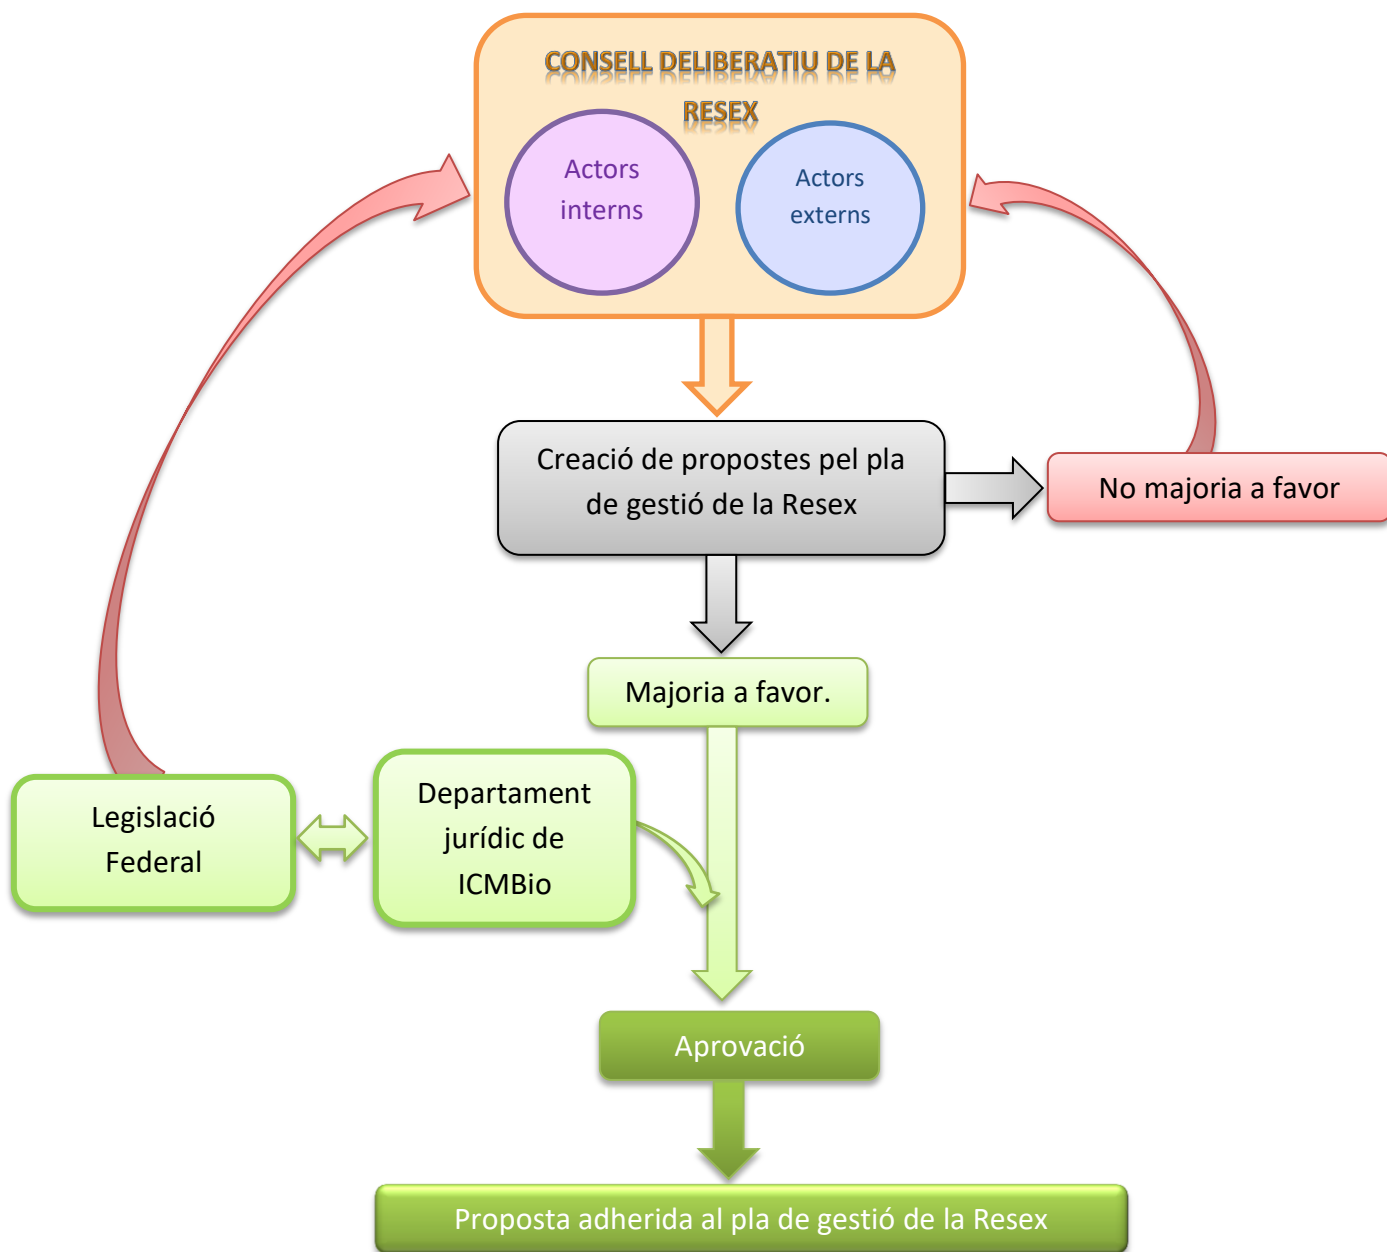 CONSELL DELIBERATIU DE LA
RESEX
Actors
interns
Actors
externs
Creació de propostes pel pla
de gestió de la Resex
No majoria a favor
Majoria a favor.
Legislació
Federal
Departament
jurídic de
ICMBio
Aprovació
Proposta adherida al pla de gestió de la Resex